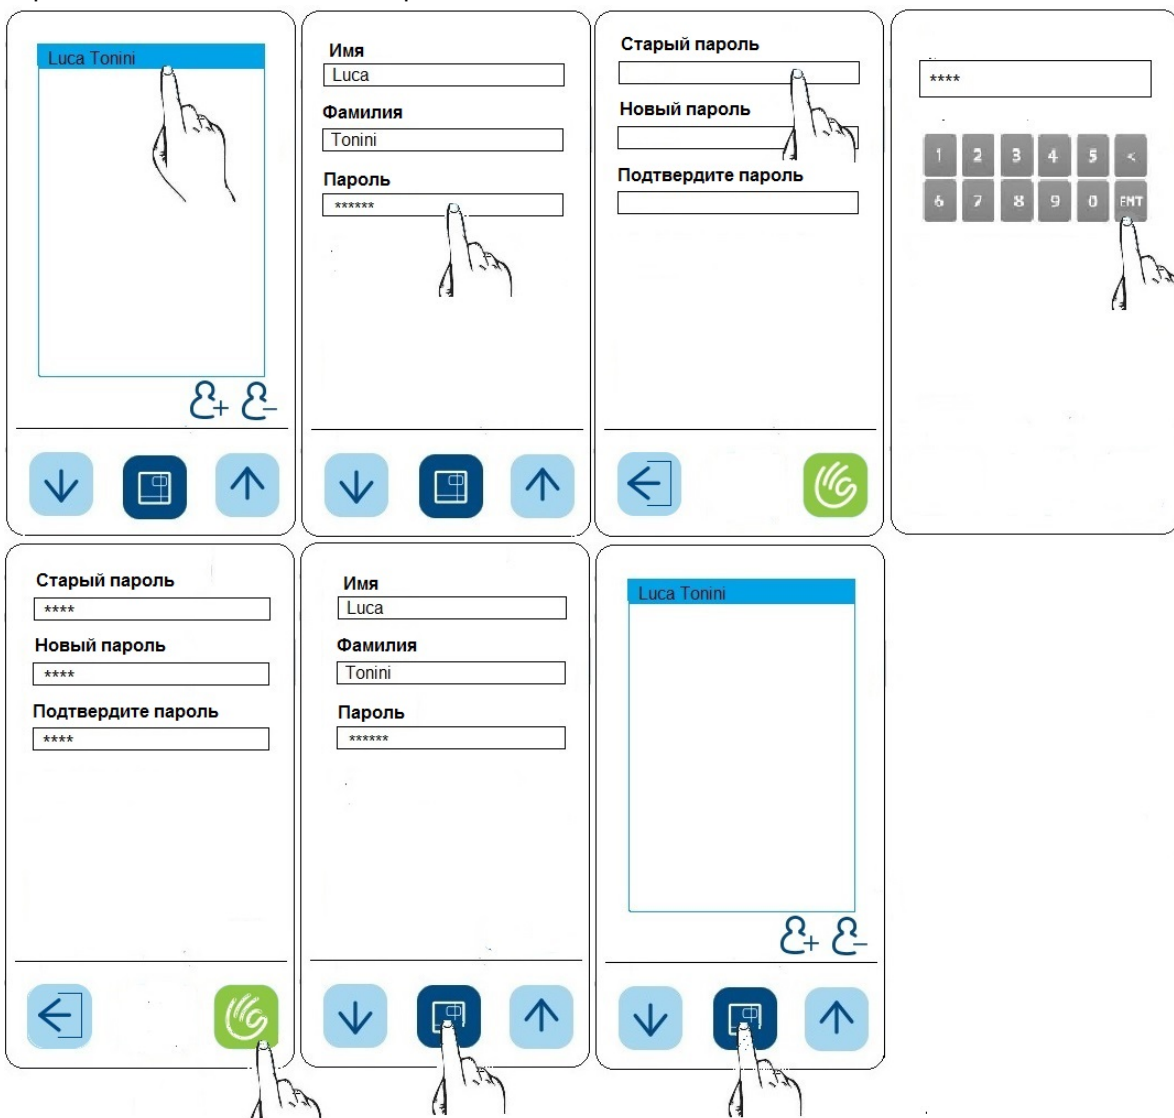 Luca Tonini
Имя
Luca
Фамилия
Tonini
Пароль
******
Старый пароль
Новый пароль
Подтвердите пароль
****
1 2 3 4 5 <
6 7 8 9 0 ENT
Старый пароль
****
Новый пароль
****
Подтвердите пароль
****
Имя
Luca
Фамилия
Tonini
Пароль
******
Luca Tonini